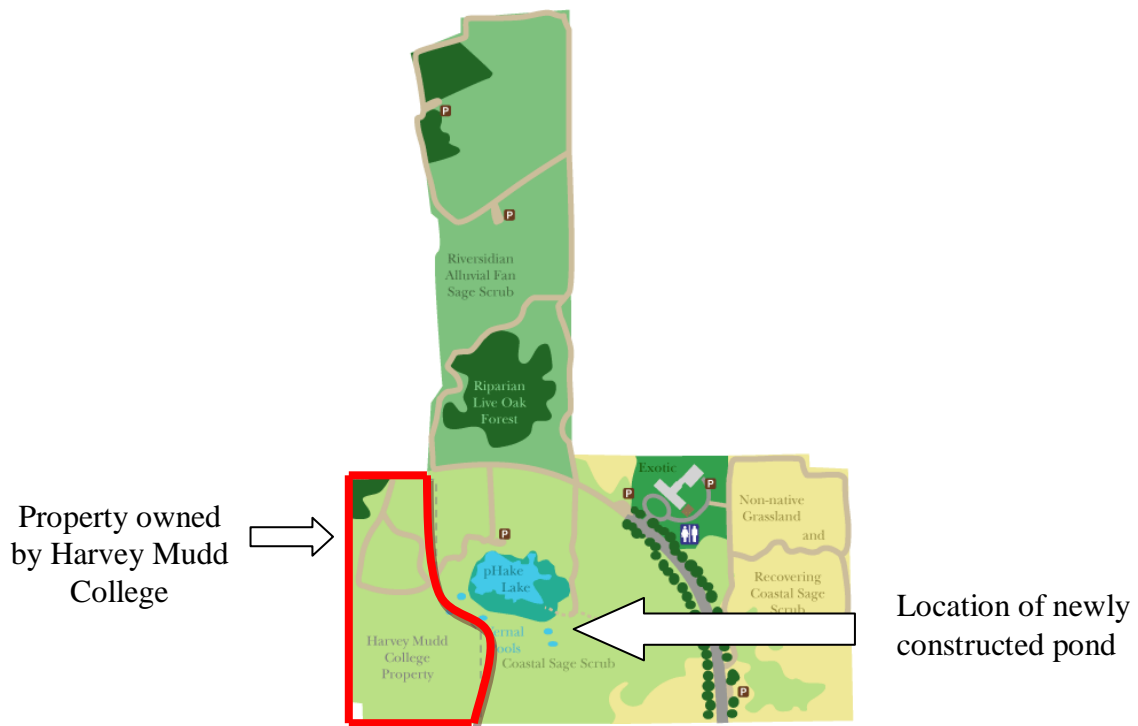 P
P
Riversidian
Alluvial Fan
Sage Scrub
Riparian
Live Oak
Forest
Exotic
P
P
Non-native
Grassland
and
Property owned
by Harvey Mudd
College
P
pHake
Lake
Recovering
Coastal Sage
Scrub
Location of newly
constructed pond
Harvey Mudd
College
Property
ernal
ools
Coastal Sage Scrub
P